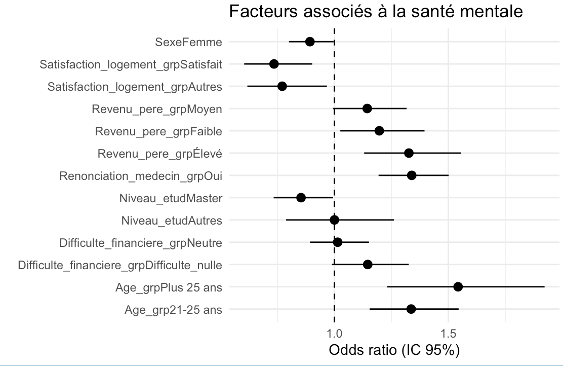 Facteurs associés à la santé mentale
SexeFemme
Satisfaction_logement_grpSatisfait
Satisfaction_logement_grpAutres
Revenu_pere_grpMoyen
Revenu_pere_grpFaible
Revenu_pere_grpÉlevé
Renonciation_medecin_grpOui
Niveau_etudMaster
Niveau_etudAutres
Difficulte_financiere_grpNeutre
Difficulte_financiere_grpDifficulte_nulle
Age_grpPlus 25 ans
Age_grp21-25 ans
1.0 1.5
Odds ratio (IC 95%)